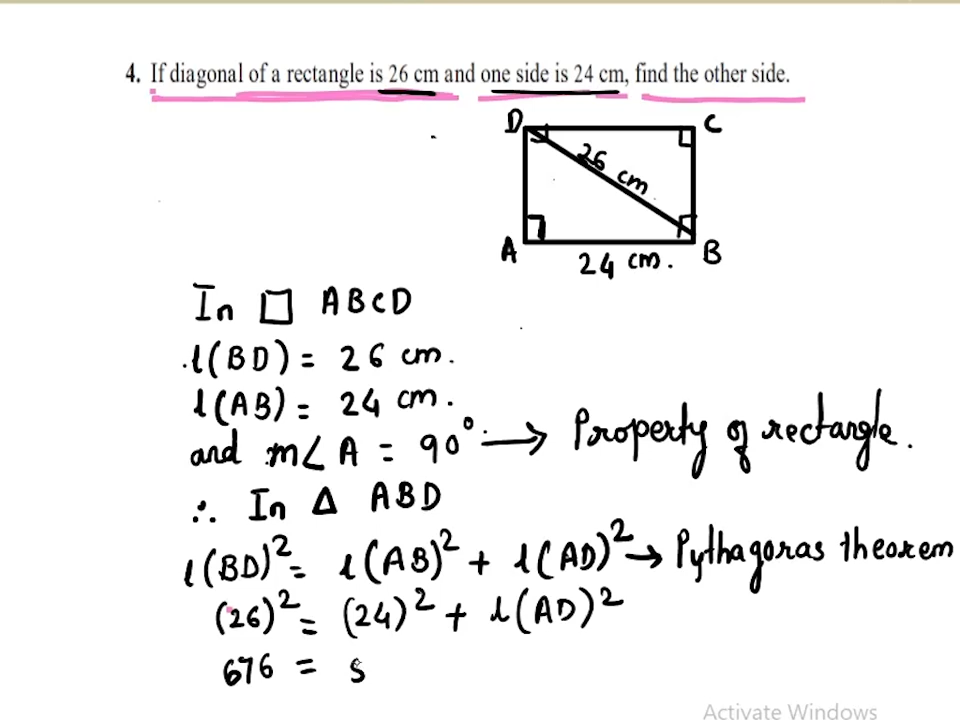 4. If diagonal of a rectangle is 26 cm and one side is 24 cm, find the other side.
D C
26 cm
A B
24 cm.
In □ ABCD
l(BD) = 26 cm.
l(AB) = 24 cm.
and m∠A = 90° → Property of rectangle.
∴ In Δ ABD
l(BD)² = l(AB)² + l(AD)² → Pythagoras theorem
(26)² = (24)² + l(AD)²
676 = 5
Activate Windows